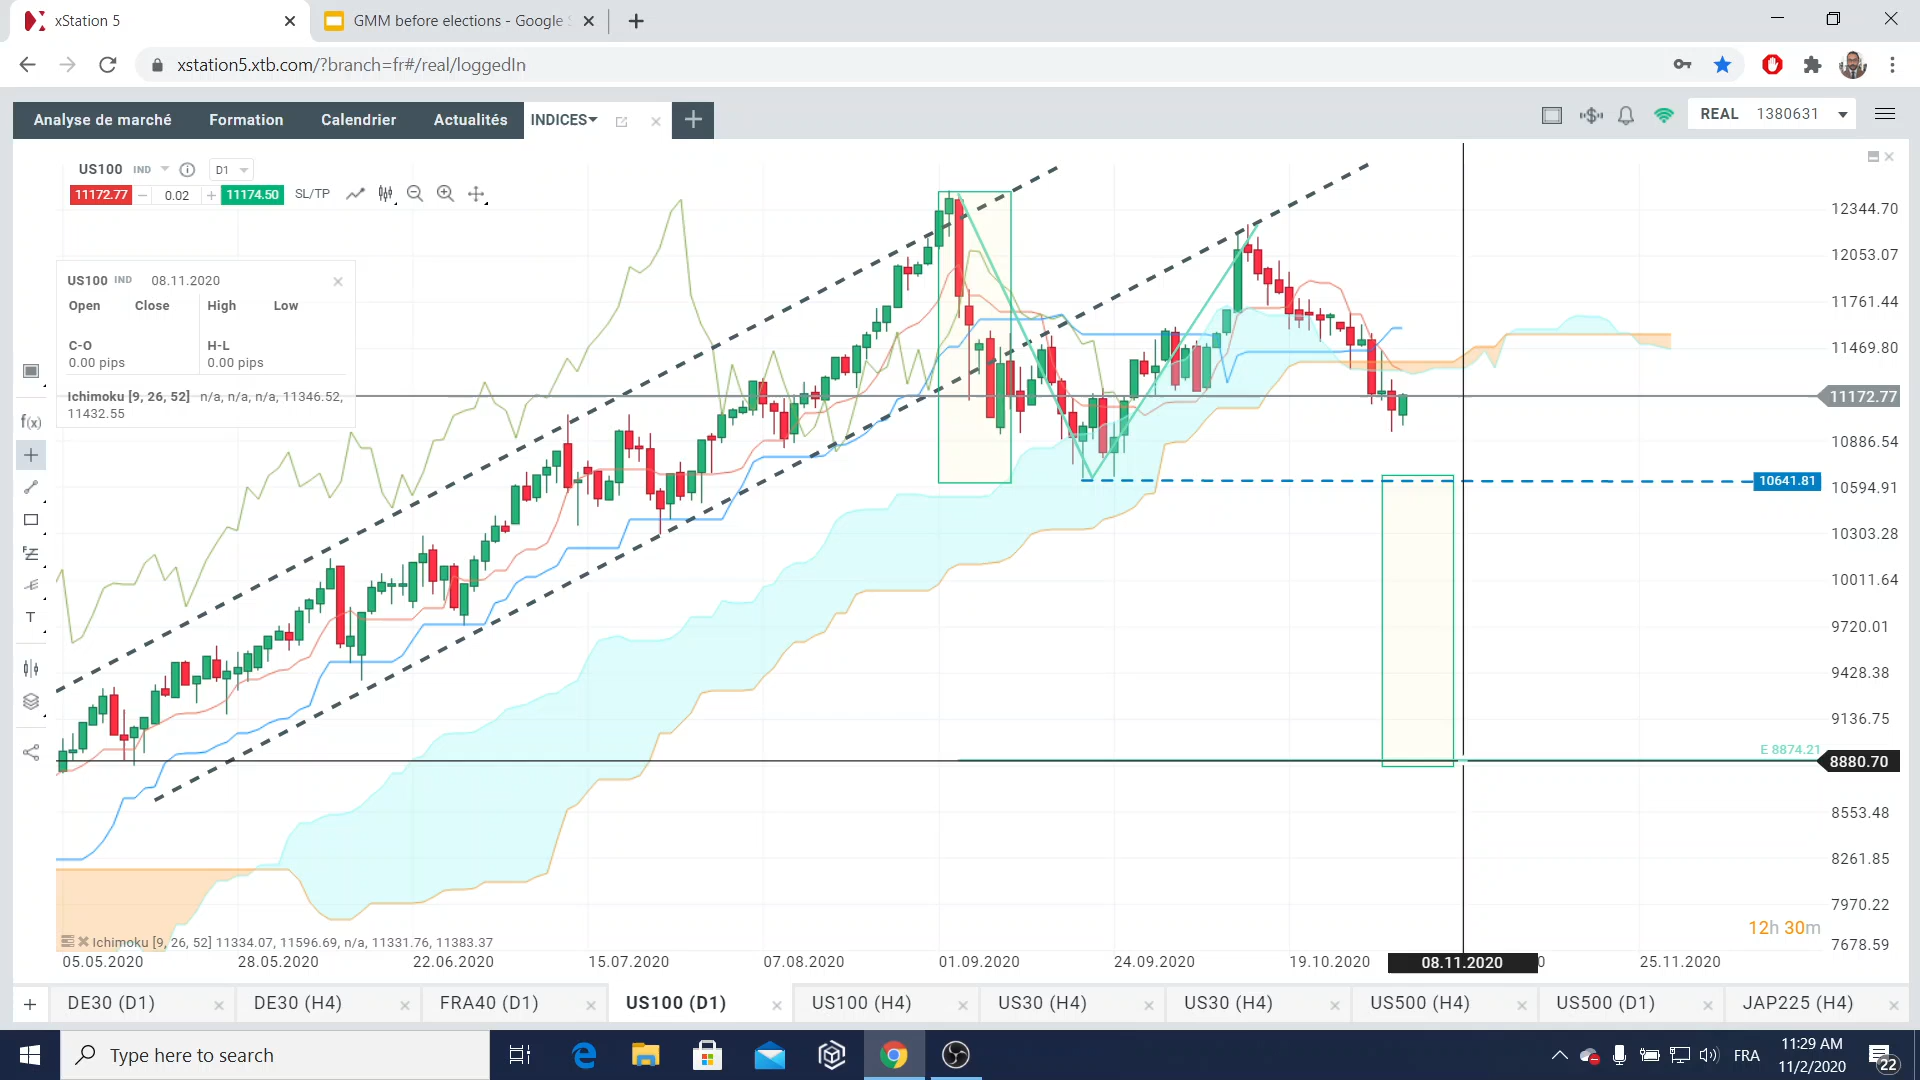 xStation 5
GMM before elections - Google
xstation5.xtb.com/?branch=fr#/real/loggedIn
Analyse de marché Formation Calendrier Actualités INDICES REAL 1380631
US100 IND D1
11172.77 0.02 11174.50 SL/TP
US100 IND 08.11.2020
Open Close High Low
C-O H-L
0.00 pips 0.00 pips
Ichimoku [9, 26, 52] n/a, n/a, n/a, 11346.52,
11432.55
f(x)
T
12344.70
12053.07
11761.44
11469.80
11172.77
10886.54
10641.81
10594.91
10303.28
10011.64
9720.01
9428.38
9136.75
E 8874.21
8880.70
8553.48
8261.85
7970.22
12h 30m
7678.59
Ichimoku [9, 26, 52] 11334.07, 11596.69, n/a, 11331.76, 11383.37
05.05.2020 28.05.2020 22.06.2020 15.07.2020 07.08.2020 01.09.2020 24.09.2020 19.10.2020 08.11.2020 0 25.11.2020
DE30 (D1) DE30 (H4) FRA40 (D1) US100 (D1) US100 (H4) US30 (H4) US30 (H4) US500 (H4) US500 (D1) JAP225 (H4)
Type here to search
FRA
11:29 AM
11/2/2020
22